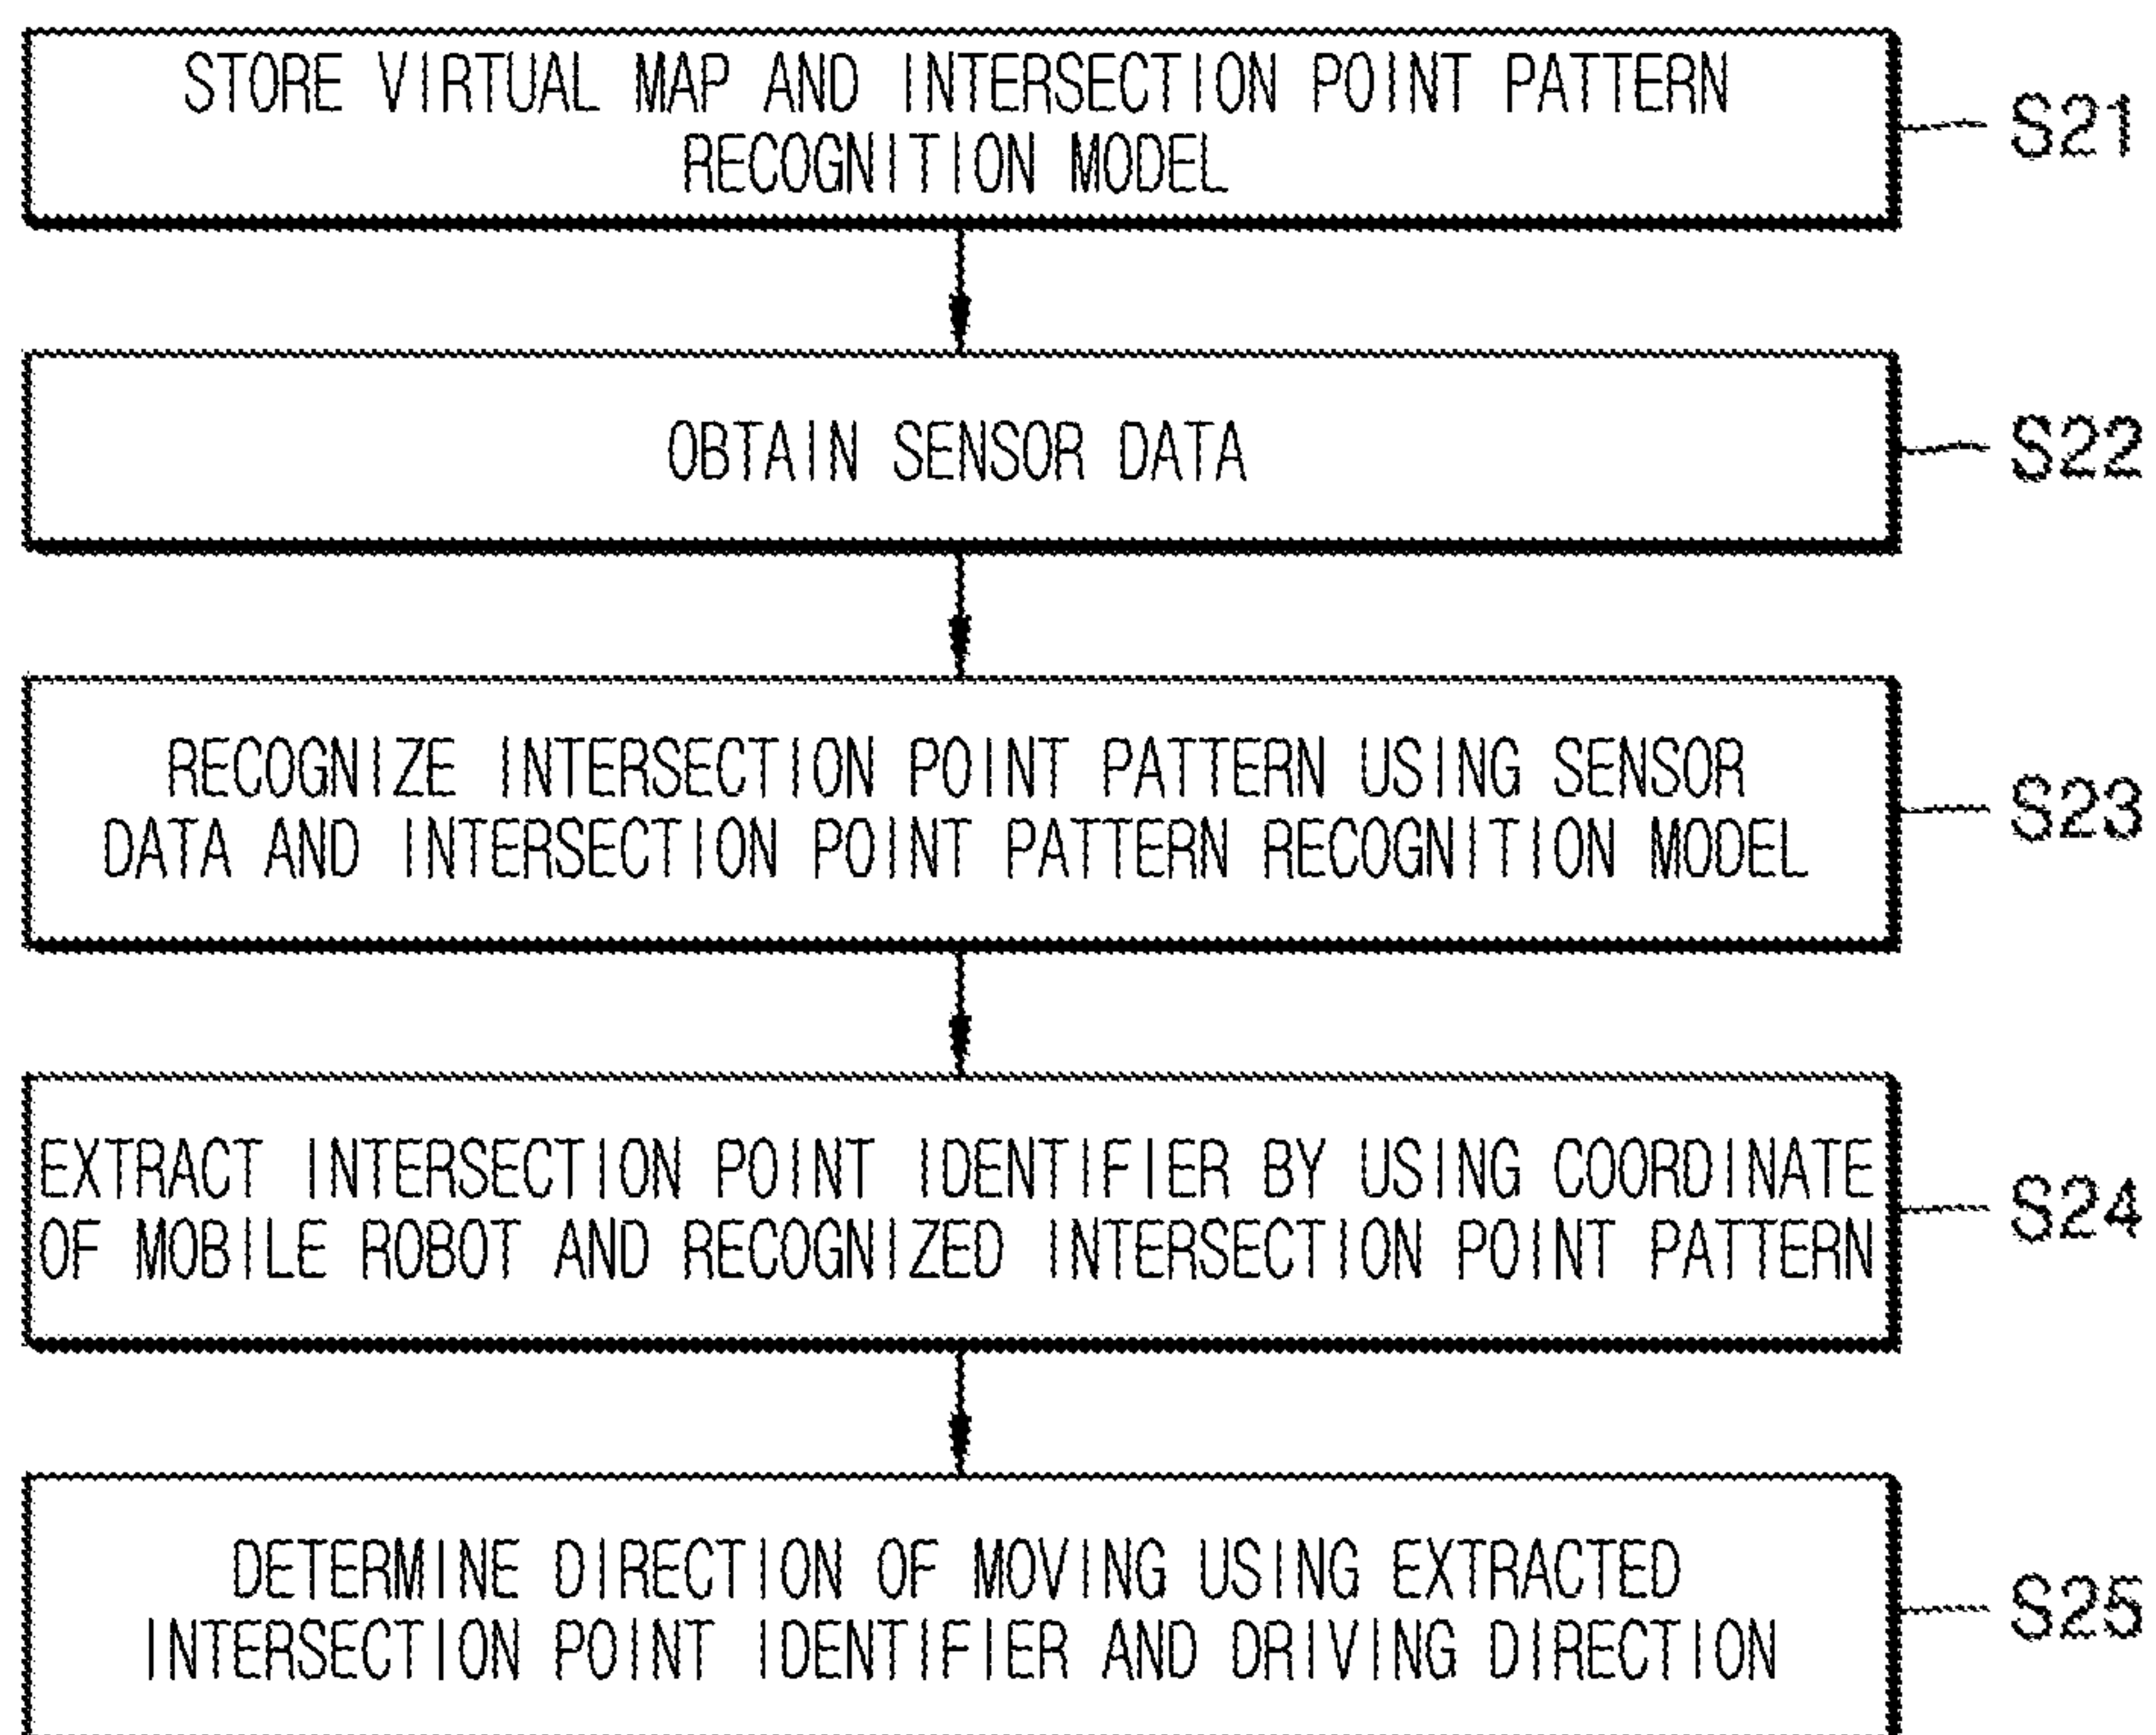 STORE VIRTUAL MAP AND INTERSECTION POINT PATTERN
RECOGNITION MODEL
S21
OBTAIN SENSOR DATA
S22
RECOGNIZE INTERSECTION POINT PATTERN USING SENSOR
DATA AND INTERSECTION POINT PATTERN RECOGNITION MODEL
S23
EXTRACT INTERSECTION POINT IDENTIFIER BY USING COORDINATE
OF MOBILE ROBOT AND RECOGNIZED INTERSECTION POINT PATTERN
S24
DETERMINE DIRECTION OF MOVING USING EXTRACTED
INTERSECTION POINT IDENTIFIER AND DRIVING DIRECTION
S25